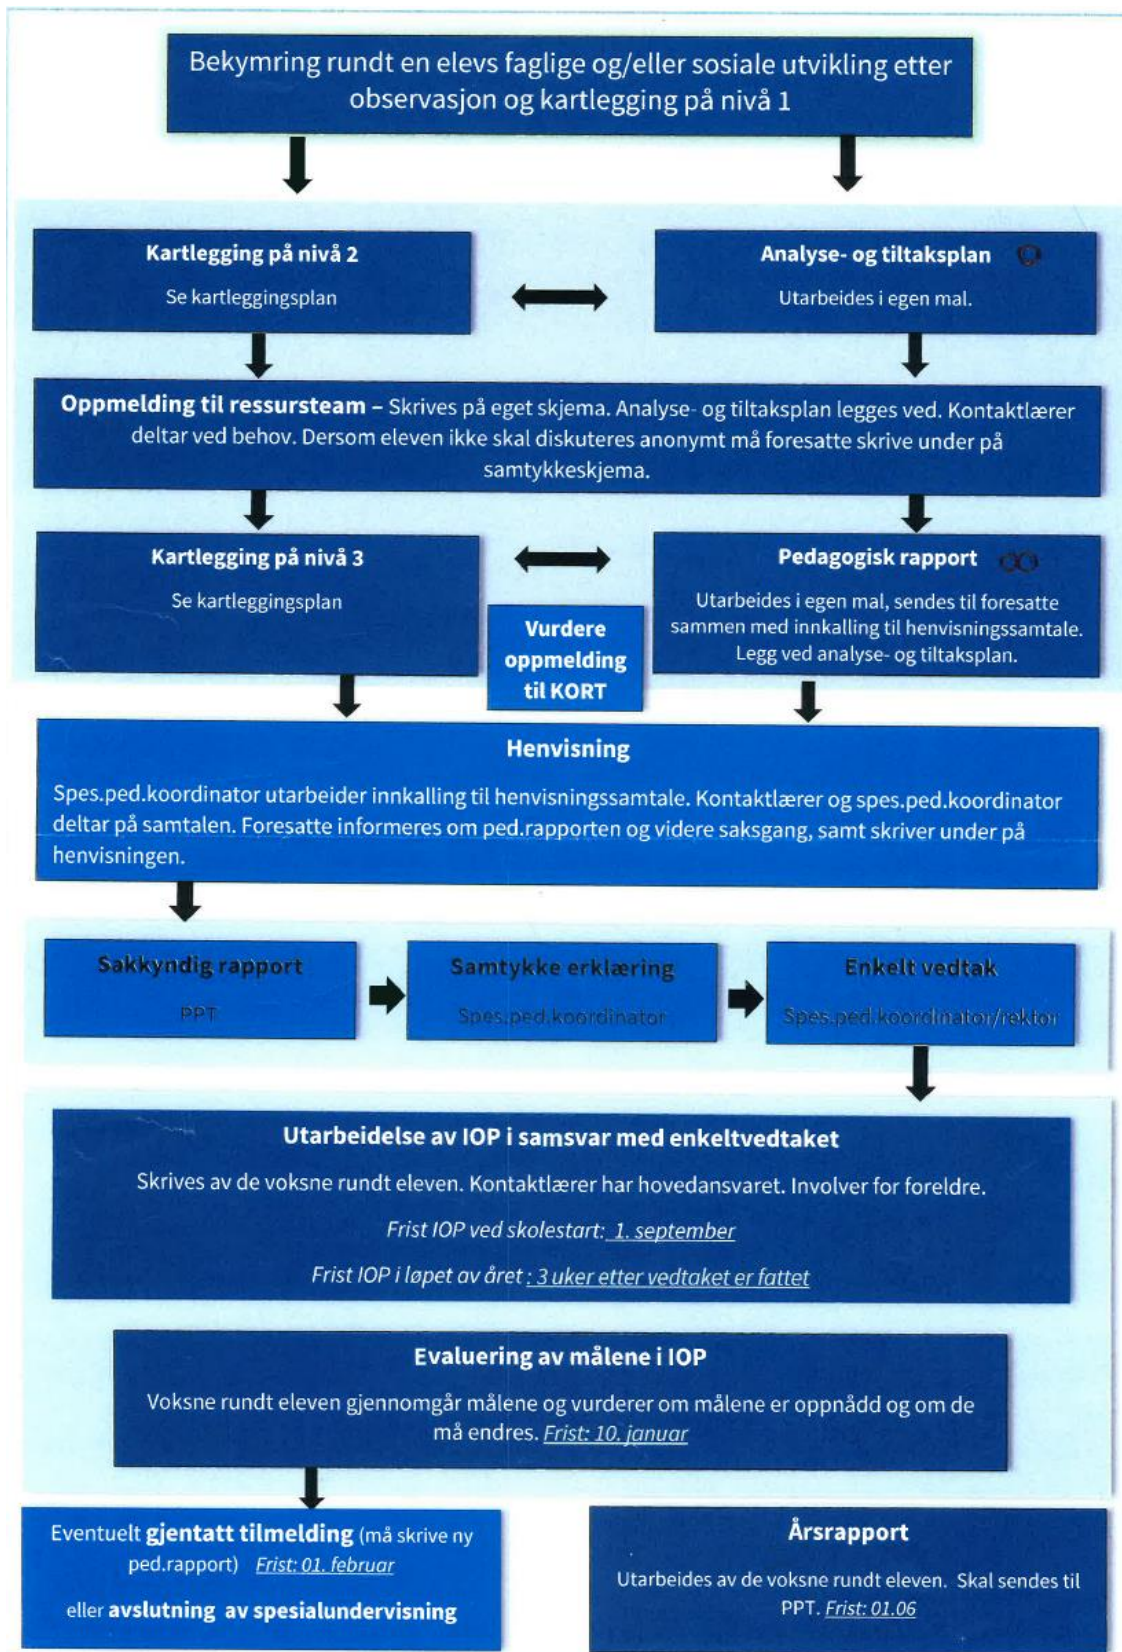 Bekymring rundt en elevs faglige og/eller sosiale utvikling etter
observasjon og kartlegging på nivå 1
Kartlegging på nivå 2
Se kartleggingsplan
Analyse- og tiltaksplan
Utarbeides i egen mal.
Oppmelding til ressursteam – Skrives på eget skjema. Analyse- og tiltaksplan legges ved. Kontaktlærer
deltar ved behov. Dersom eleven ikke skal diskuteres anonymt må foresatte skrive under på
samtykkeskjema.
Kartlegging på nivå 3
Se kartleggingsplan
Vurdere
oppmelding
til KORT
Pedagogisk rapport
Utarbeides i egen mal, sendes til foresatte
sammen med innkalling til henvisningssamtale.
Legg ved analyse- og tiltaksplan.
Henvisning
Spes.ped.koordinator utarbeider innkalling til henvisningssamtale. Kontaktlærer og spes.ped.koordinator
deltar på samtalen. Foresatte informeres om ped.rapporten og videre saksgang, samt skriver under på
henvisningen.
Sakkyndig rapport
PPT
Samtykke erklæring
Spes.ped.koordinator
Enkelt vedtak
Spes.ped.koordinator/rektor
Utarbeidelse av IOP i samsvar med enkeltvedtaket
Skrives av de voksne rundt eleven. Kontaktlærer har hovedansvaret. Involver for foreldre.
Frist IOP ved skolestart: 1. september
Frist IOP i løpet av året : 3 uker etter vedtaket er fattet
Evaluering av målene i IOP
Voksne rundt eleven gjennomgår målene og vurderer om målene er oppnådd og om de
må endres. Frist: 10. januar
Eventuelt gjentatt tilmelding (må skrive ny
ped.rapport) Frist: 01. februar
eller avslutning av spesialundervisning
Årsrapport
Utarbeides av de voksne rundt eleven. Skal sendes til
PPT. Frist: 01.06